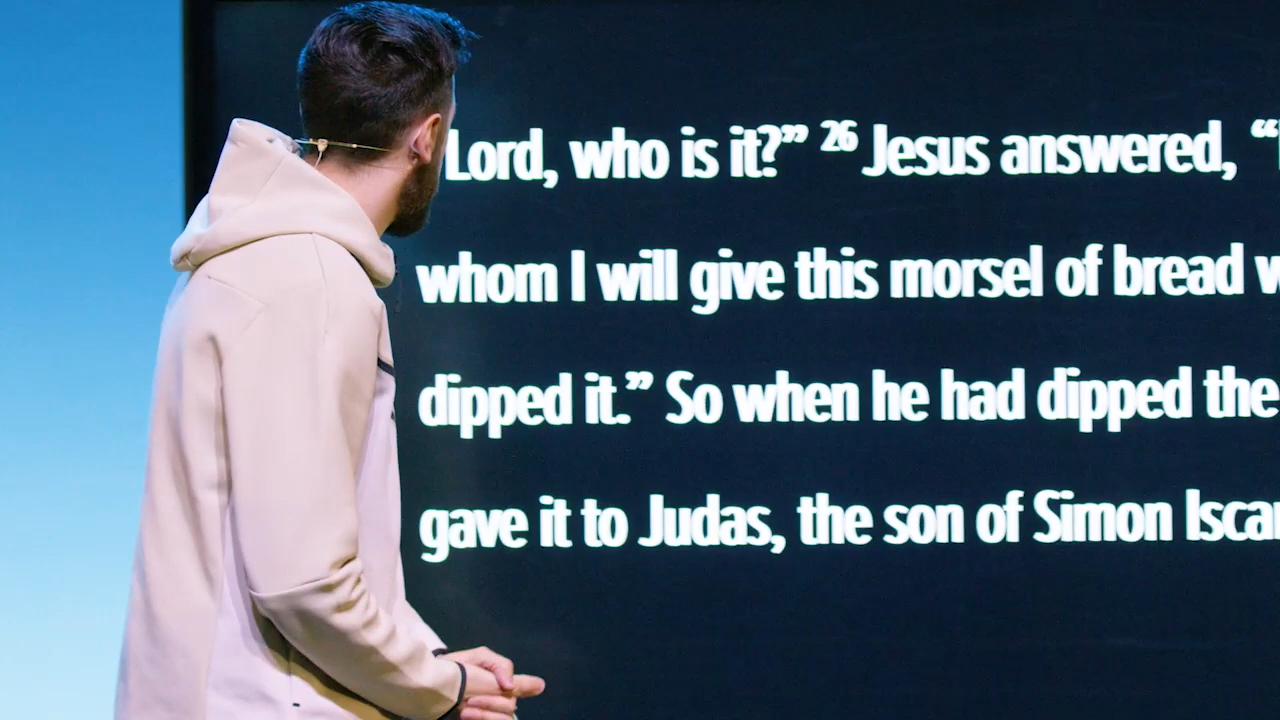 Lord, who is it?” 26 Jesus answered, “
whom I will give this morsel of bread
dipped it.” So when he had dipped the
gave it to Judas, the son of Simon Iscar